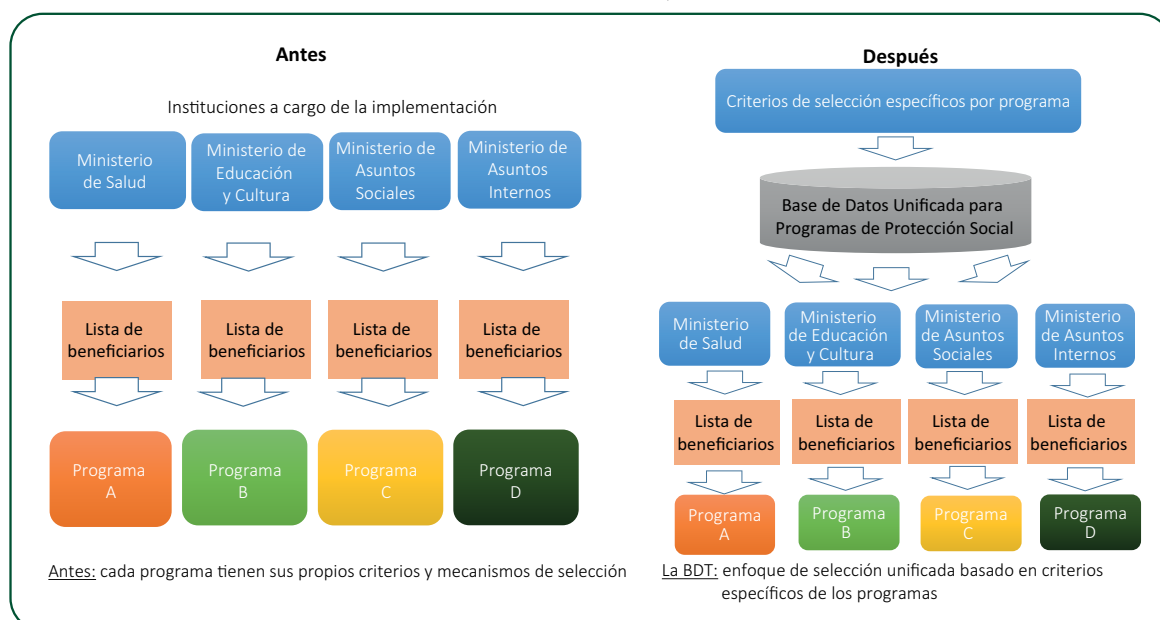 Antes
Instituciones a cargo de la implementación
Ministerio
de Salud
Ministerio de
Educación
y Cultura
Ministerio de
Asuntos
Sociales
Ministerio de
Asuntos
Internos
Lista de
beneficiarios
Lista de
beneficiarios
Lista de
beneficiarios
Lista de
beneficiarios
Programa
A
Programa
B
Programa
C
Programa
D
Antes: cada programa tienen sus propios criterios y mecanismos de selección
Después
Criterios de selección específicos por programa
Base de Datos Unificada para
Programas de Protección Social
Ministerio
de Salud
Ministerio
de Educación
y Cultura
Ministerio
de Asuntos
Sociales
Ministerio
de Asuntos
Internos
Lista de
beneficiarios
Lista de
beneficiarios
Lista de
beneficiarios
Lista de
beneficiarios
Programa
A
Programa
B
Programa
C
Programa
D
La BDT: enfoque de selección unificada basado en criterios
específicos de los programas